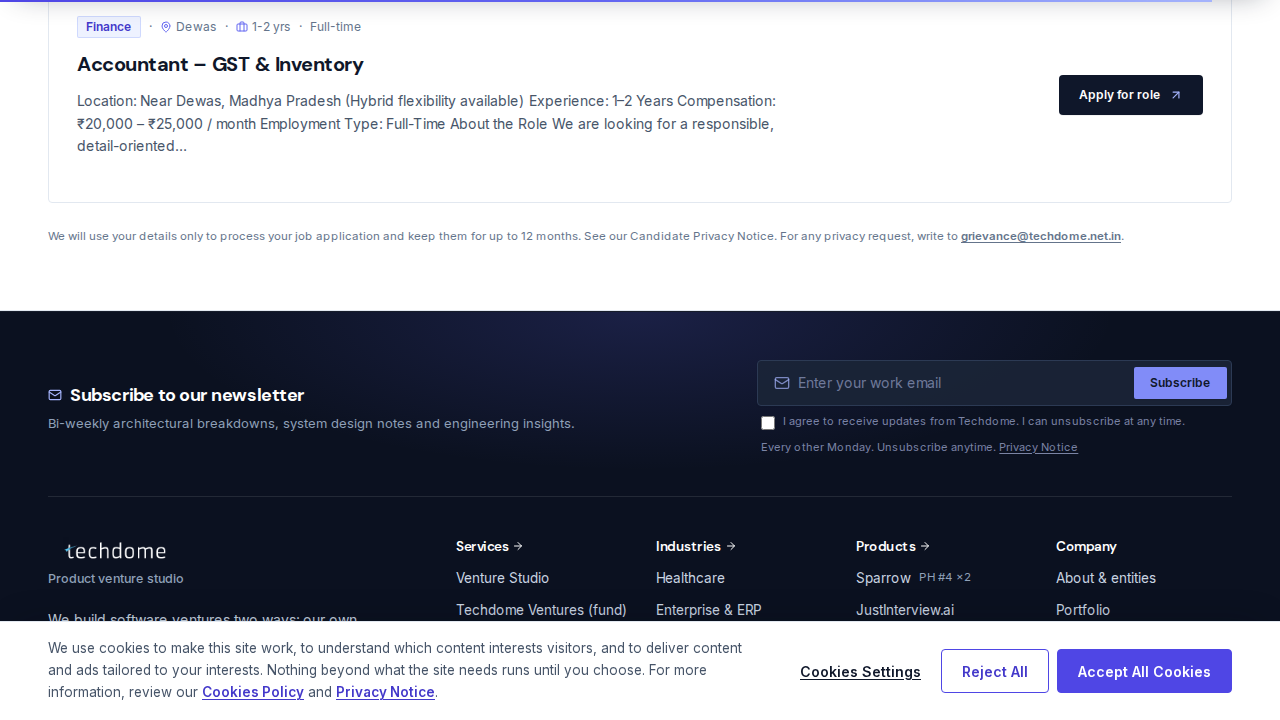 Finance · Dewas · 1-2 yrs · Full-time
Accountant – GST & Inventory
Location: Near Dewas, Madhya Pradesh (Hybrid flexibility available) Experience: 1–2 Years Compensation:
₹20,000 – ₹25,000 / month Employment Type: Full-Time About the Role We are looking for a responsible,
detail-oriented...
Apply for role
We will use your details only to process your job application and keep them for up to 12 months. See our Candidate Privacy Notice. For any privacy request, write to grievance@techdome.net.in.
Subscribe to our newsletter
Bi-weekly architectural breakdowns, system design notes and engineering insights.
Enter your work email
Subscribe
I agree to receive updates from Techdome. I can unsubscribe at any time.
Every other Monday. Unsubscribe anytime. Privacy Notice
techdome
Product venture studio
We build software ventures two ways: our own
Services →
Venture Studio
Techdome Ventures (fund)
Industries →
Healthcare
Enterprise & ERP
Products →
Sparrow PH #4 ×2
JustInterview.ai
Company
About & entities
Portfolio
We use cookies to make this site work, to understand which content interests visitors, and to deliver content
and ads tailored to your interests. Nothing beyond what the site needs runs until you choose. For more
information, review our Cookies Policy and Privacy Notice.
Cookies Settings
Reject All
Accept All Cookies